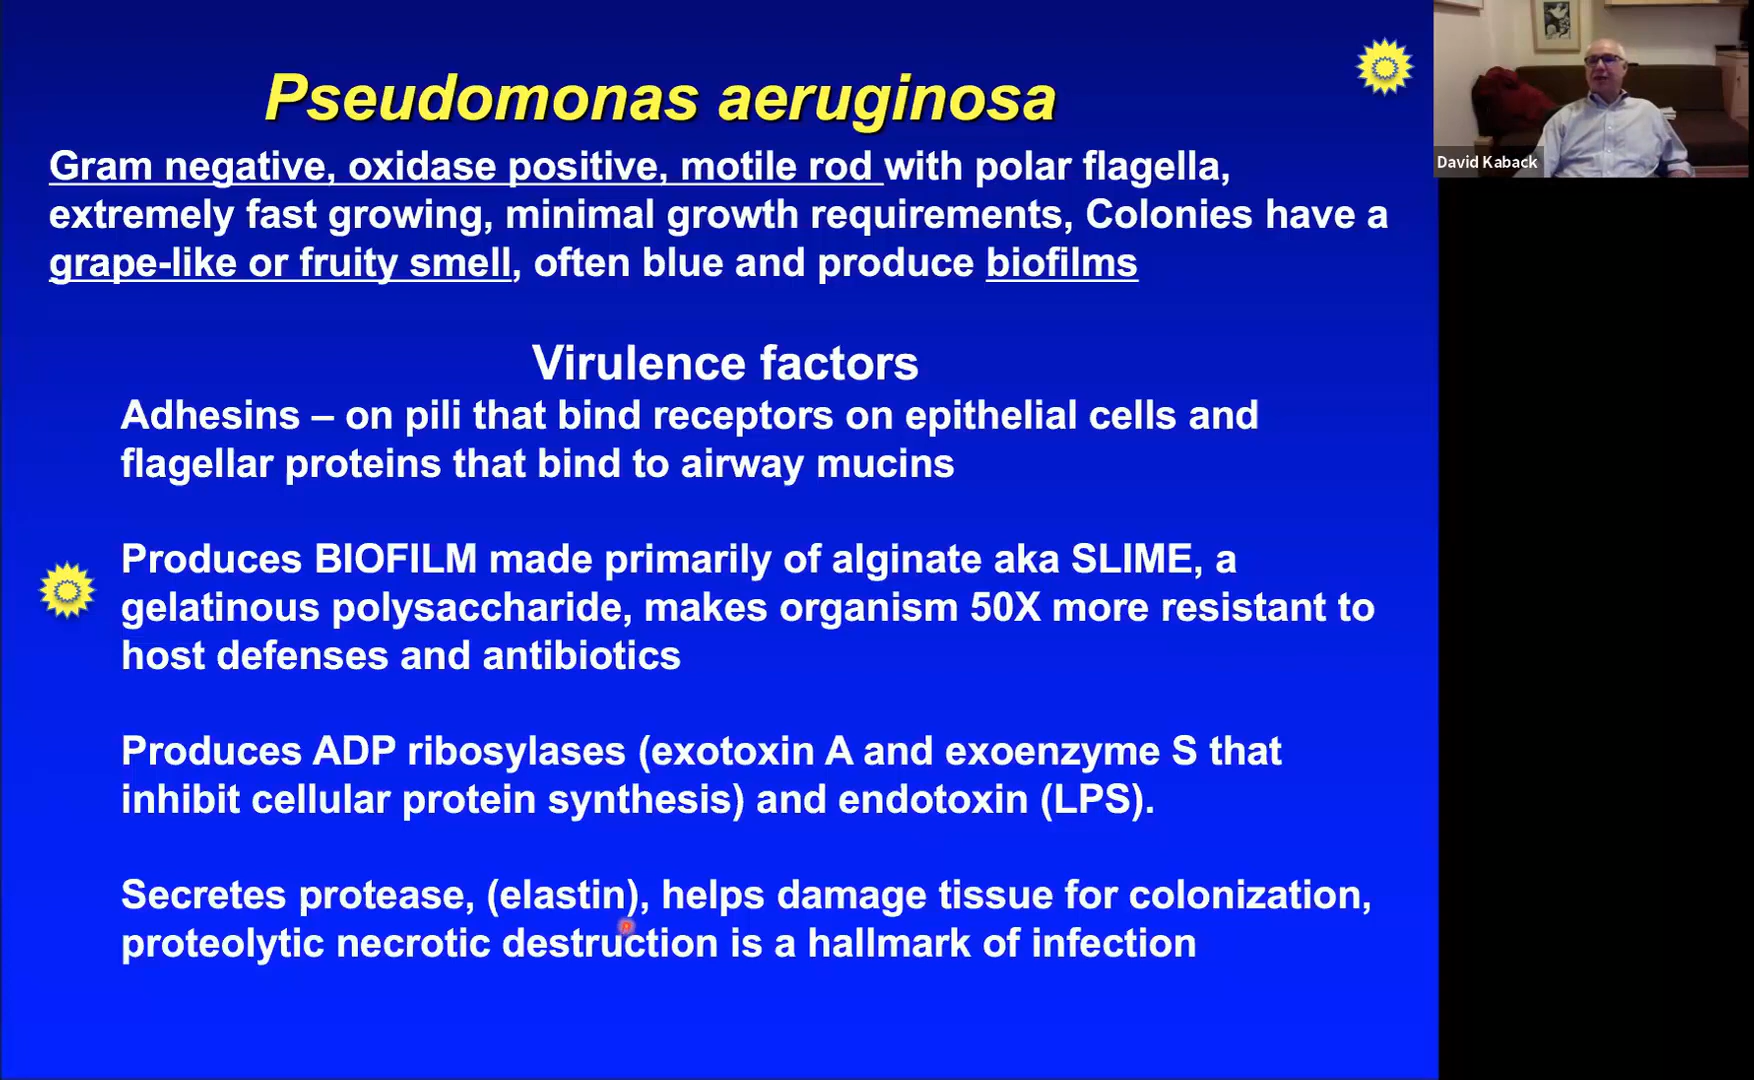 Pseudomonas aeruginosa
Gram negative, oxidase positive, motile rod with polar flagella,
extremely fast growing, minimal growth requirements, Colonies have a
grape-like or fruity smell, often blue and produce biofilms
Virulence factors
Adhesins – on pili that bind receptors on epithelial cells and
flagellar proteins that bind to airway mucins
Produces BIOFILM made primarily of alginate aka SLIME, a
gelatinous polysaccharide, makes organism 50X more resistant to
host defenses and antibiotics
Produces ADP ribosylases (exotoxin A and exoenzyme S that
inhibit cellular protein synthesis) and endotoxin (LPS).
Secretes protease, (elastin), helps damage tissue for colonization,
proteolytic necrotic destruction is a hallmark of infection
David Kaback